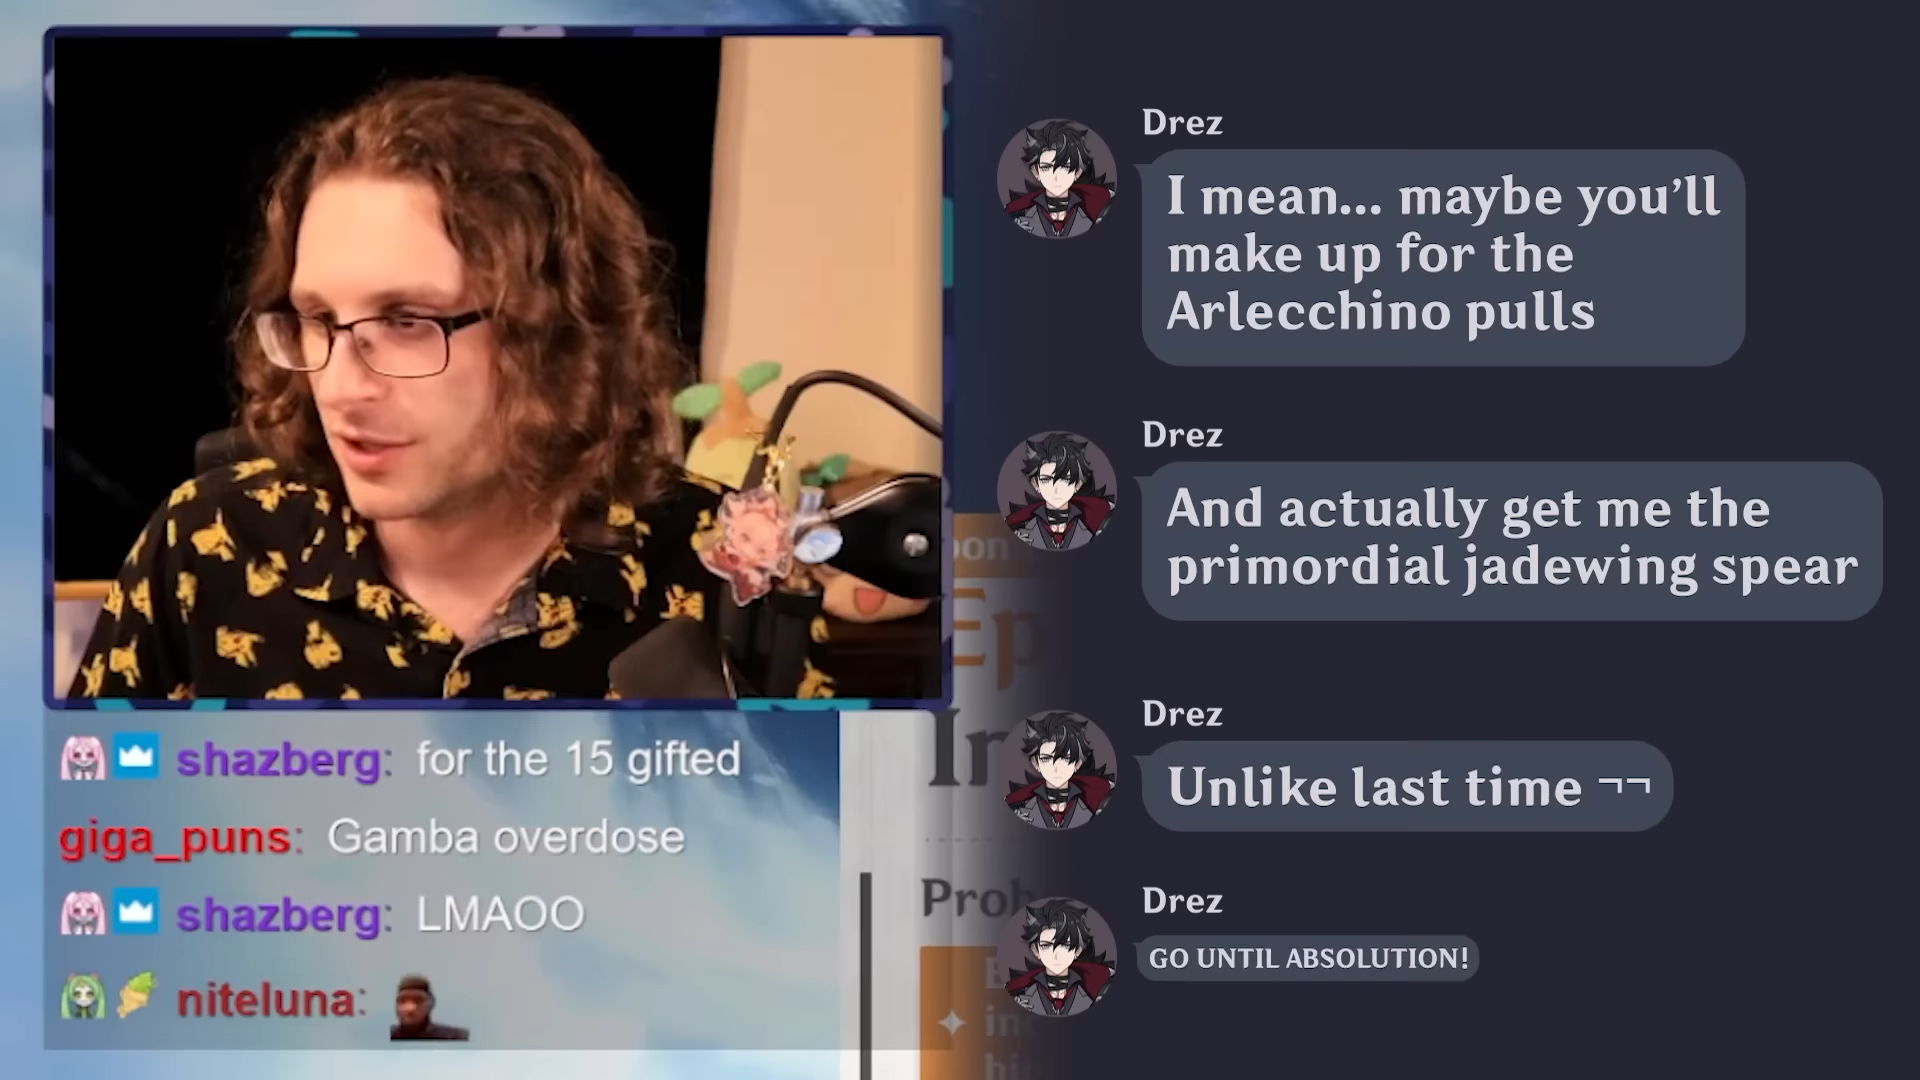 Drez
I mean... maybe you'll
make up for the
Arlecchino pulls
Drez
And actually get me the
primordial jadewing spear
Drez
Unlike last time ¬¬
Drez
GO UNTIL ABSOLUTION!
shazberg: for the 15 gifted
giga_puns: Gamba overdose
shazberg: LMAOO
niteluna: